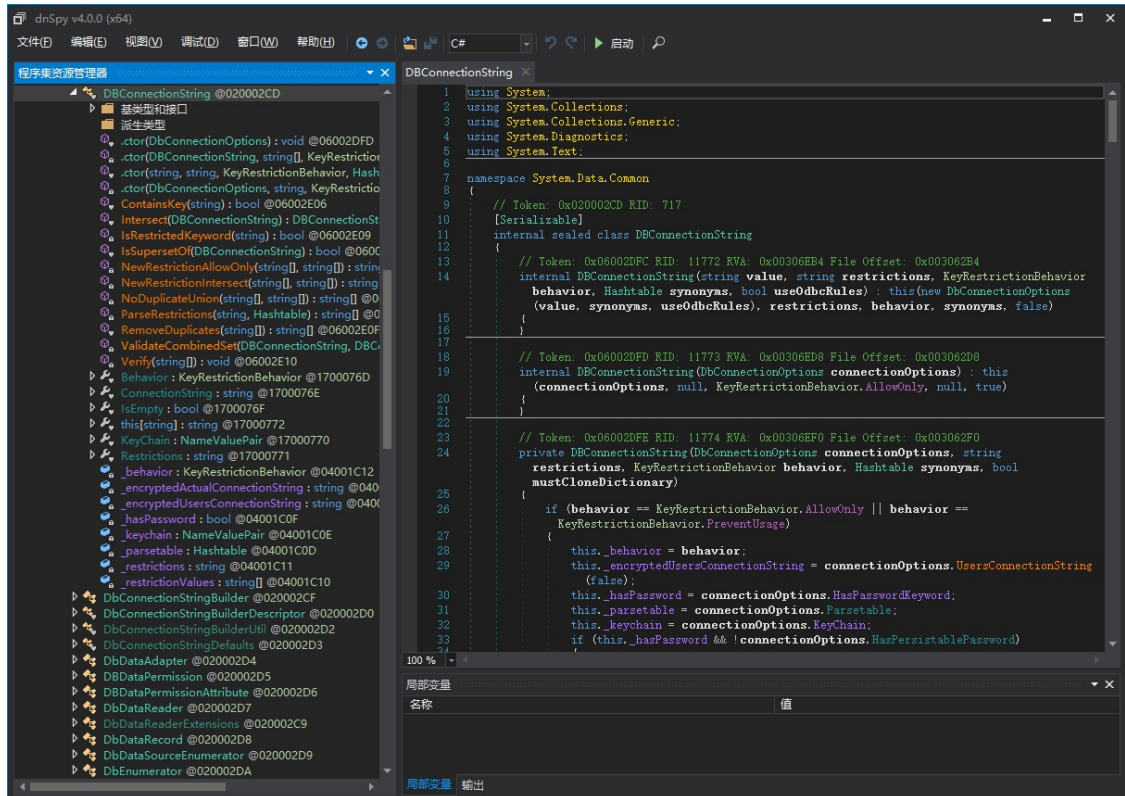 dnSpy v4.0.0 (x64)
文件(F) 编辑(E) 视图(V) 调试(D) 窗口(W) 帮助(H) C# 启动
程序集资源管理器
DBConnectionString @020002CD
基类型和接口
派生类型
.ctor(DbConnectionOptions) : void @06002DFD
.ctor(DBConnectionString, string[], KeyRestriction
.ctor(string, string, KeyRestrictionBehavior, Hash
.ctor(DbConnectionOptions, string, KeyRestrictio
ContainsKey(string) : bool @06002E06
Intersect(DBConnectionString) : DBConnectionSt
IsRestrictedKeyword(string) : bool @06002E09
IsSupersetOf(DBConnectionString) : bool @0600
NewRestrictionAllowOnly(string[], string[]) : string
NewRestrictionIntersect(string[], string[]) : string
NoDuplicateUnion(string[], string[]) : string[] @0
ParseRestrictions(string, Hashtable) : string[] @0
RemoveDuplicates(string[]) : string[] @06002E0F
ValidateCombinedSet(DBConnectionString, DBC
Verify(string[]) : void @06002E10
Behavior : KeyRestrictionBehavior @1700076D
ConnectionString : string @1700076E
IsEmpty : bool @1700076F
this[string] : string @17000772
KeyChain : NameValuePair @17000770
Restrictions : string @17000771
_behavior : KeyRestrictionBehavior @04001C12
_encryptedActualConnectionString : string @040
_encryptedUsersConnectionString : string @040
_hasPassword : bool @04001C0F
_keychain : NameValuePair @04001C0E
_parsetable : Hashtable @04001C0D
_restrictions : string @04001C11
_restrictionValues : string[] @04001C10
DbConnectionStringBuilder @020002CF
DbConnectionStringBuilderDescriptor @020002D0
DbConnectionStringBuilderUtil @020002D2
DbConnectionStringDefaults @020002D3
DbDataAdapter @020002D4
DBDataPermission @020002D5
DBDataPermissionAttribute @020002D6
DbDataReader @020002D7
DbDataReaderExtensions @020002C9
DbDataRecord @020002D8
DbDataSourceEnumerator @020002D9
DbEnumerator @020002DA
DBConnectionString
1 using System;
2 using System.Collections;
3 using System.Collections.Generic;
4 using System.Diagnostics;
5 using System.Text;
6
7 namespace System.Data.Common
8 {
9 // Token: 0x020002CD RID: 717
10 [Serializable]
11 internal sealed class DBConnectionString
12 {
13 // Token: 0x06002DFC RID: 11772 RVA: 0x00306EB4 File Offset: 0x003062B4
14 internal DBConnectionString(string value, string restrictions, KeyRestrictionBehavior
behavior, Hashtable synonyms, bool useOdbcRules) : this(new DbConnectionOptions
(value, synonyms, useOdbcRules), restrictions, behavior, synonyms, false)
15 {
16 }
17
18 // Token: 0x06002DFD RID: 11773 RVA: 0x00306ED8 File Offset: 0x003062D8
19 internal DBConnectionString(DbConnectionOptions connectionOptions) : this
(connectionOptions, null, KeyRestrictionBehavior.AllowOnly, null, true)
20 {
21 }
22
23 // Token: 0x06002DFE RID: 11774 RVA: 0x00306EF0 File Offset: 0x003062F0
24 private DBConnectionString(DbConnectionOptions connectionOptions, string
restrictions, KeyRestrictionBehavior behavior, Hashtable synonyms, bool
mustCloneDictionary)
25 {
26 if (behavior == KeyRestrictionBehavior.AllowOnly || behavior ==
KeyRestrictionBehavior.PreventUsage)
27 {
28 this._behavior = behavior;
29 this._encryptedUsersConnectionString = connectionOptions.UsersConnectionString
(false);
30 this._hasPassword = connectionOptions.HasPasswordKeyword;
31 this._parsetable = connectionOptions.Parsetable;
32 this._keychain = connectionOptions.KeyChain;
33 if (this._hasPassword && !connectionOptions.HasPersistablePassword)
34 {
100 %
局部变量
名称 值
局部变量 输出